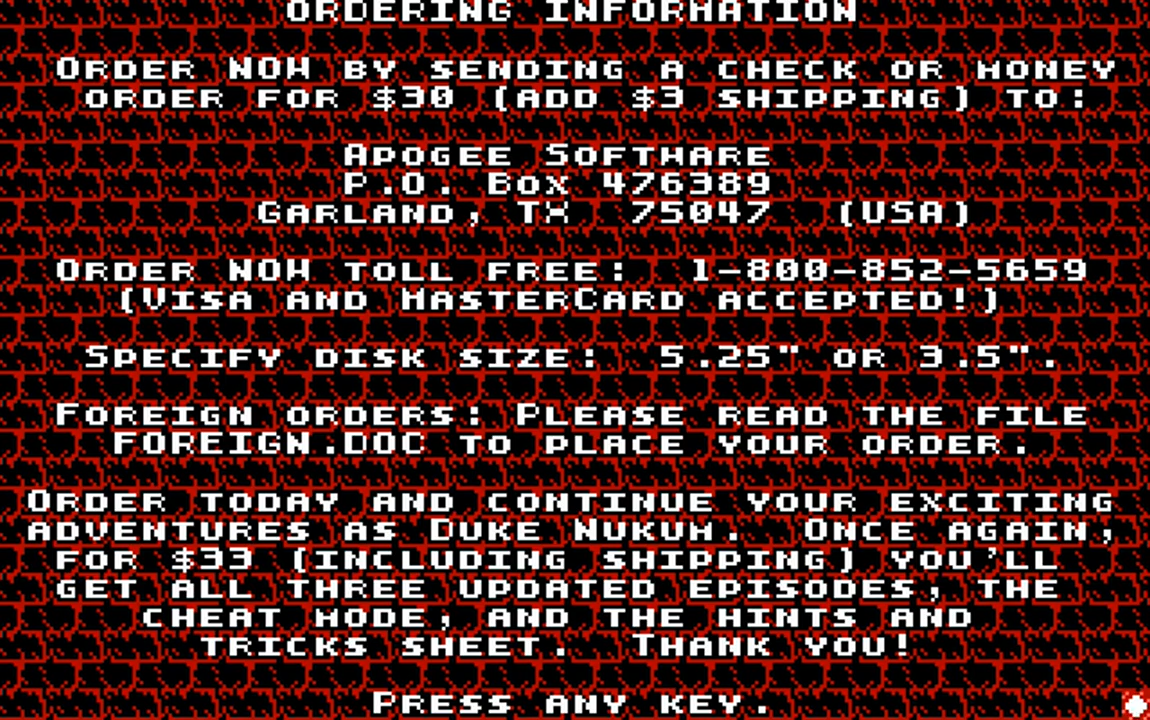 ORDERING INFORMATION
ORDER NOW BY SENDING A CHECK OR MONEY
ORDER FOR $30 (ADD $3 SHIPPING) TO:
APOGEE SOFTWARE
P.O. BOX 476389
GARLAND, TX 75047 (USA)
ORDER NOW TOLL FREE: 1-800-852-5659
(VISA AND MASTERCARD ACCEPTED!)
SPECIFY DISK SIZE: 5.25" OR 3.5".
FOREIGN ORDERS: PLEASE READ THE FILE
FOREIGN.DOC TO PLACE YOUR ORDER.
ORDER TODAY AND CONTINUE YOUR EXCITING
ADVENTURES AS DUKE NUKUM. ONCE AGAIN,
FOR $33 (INCLUDING SHIPPING) YOU'LL
GET ALL THREE UPDATED EPISODES, THE
CHEAT MODE, AND THE HINTS AND
TRICKS SHEET. THANK YOU!
PRESS ANY KEY.